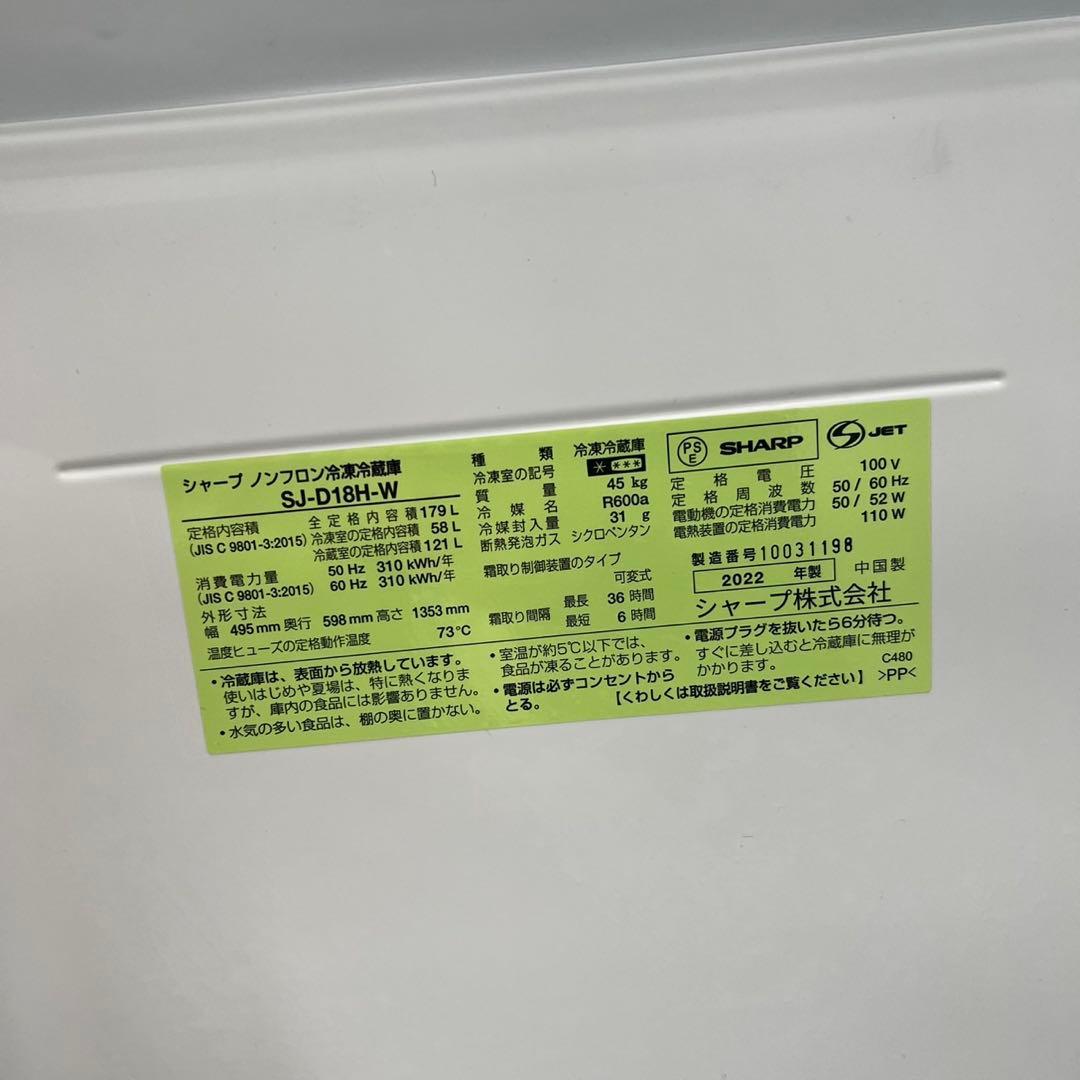 シャープ ノンフロン冷凍冷蔵庫
SJ-D18H-W
定格内容積
(JIS C 9801-3:2015)
全定格内容積 179 L
冷凍室の定格内容積 58 L
冷蔵室の定格内容積 121 L
消費電力量
(JIS C 9801-3:2015)
50 Hz 310 kWh/年
60 Hz 310 kWh/年
外形寸法
幅 495 mm 奥行 598 mm 高さ 1353 mm
温度ヒューズの定格動作温度 73℃
種類 冷凍冷蔵庫
冷凍室の記号 * ***
質量 45 kg
冷媒名 R600a
冷媒封入量 31 g
断熱発泡ガス シクロペンタン
霜取り制御装置のタイプ
可変式
霜取り間隔
最長 36 時間
最短 6 時間
PS
E
SHARP
S JET
定格電圧 100 V
定格周波数 50 / 60 Hz
電動機の定格消費電力 50 / 52 W
電熱装置の定格消費電力 110 W
製造番号 10031198
2022 年製
中国製
シャープ株式会社
・冷蔵庫は、表面から放熱しています。
使いはじめや夏場は、特に熱くなりま
すが、庫内の食品には影響ありません。
・水気の多い食品は、棚の奥に置かない。
・室温が約5℃以下では、
食品が凍ることがあります。
・電源は必ずコンセントから
とる。
・電源プラグを抜いたら6分待つ。
すぐに差し込むと冷蔵庫に無理が
かかります。
【くわしくは取扱説明書をご覧ください】
C480
>PP<